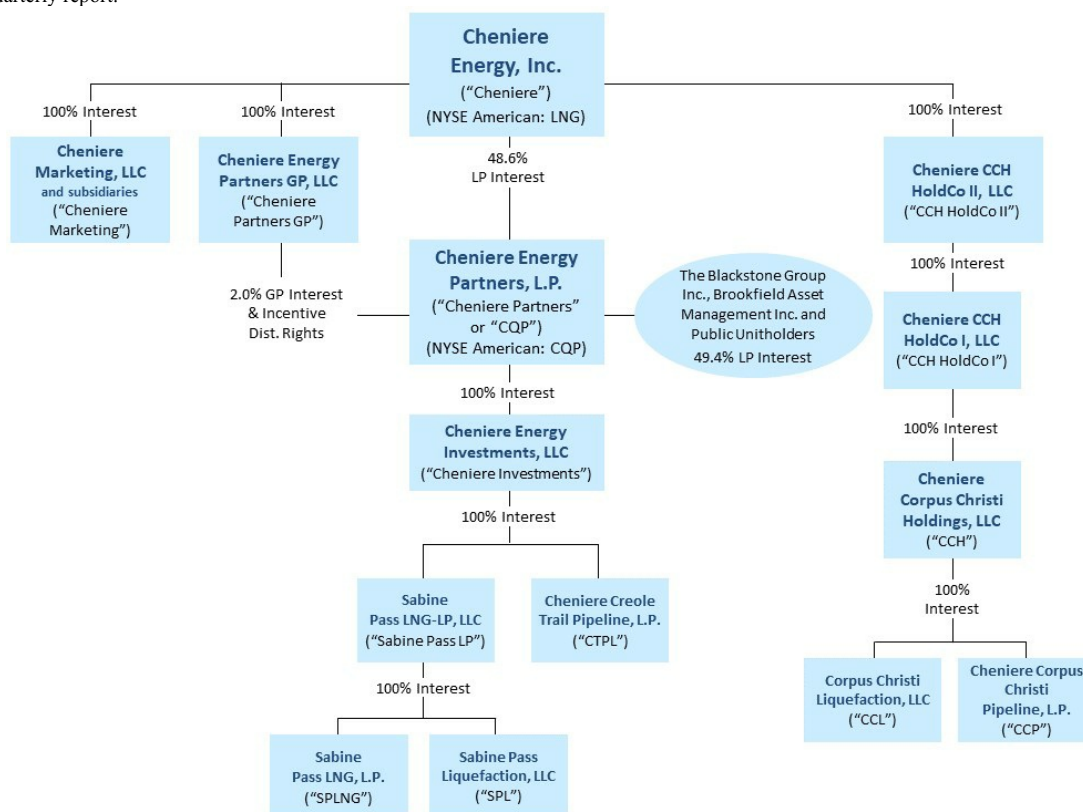 Cheniere
Energy, Inc.
(“Cheniere”)
(NYSE American: LNG)
100% Interest
100% Interest
100% Interest
Cheniere
Marketing, LLC
and subsidiaries
(“Cheniere
Marketing”)
Cheniere Energy
Partners GP, LLC
(“Cheniere
Partners GP”)
48.6%
LP Interest
Cheniere CCH
HoldCo II, LLC
(“CCH HoldCo II”)
2.0% GP Interest
& Incentive
Dist. Rights
Cheniere Energy
Partners, L.P.
(“Cheniere Partners”
or “CQP”)
(NYSE American: CQP)
The Blackstone Group
Inc., Brookfield Asset
Management Inc. and
Public Unitholders
49.4% LP Interest
100% Interest
Cheniere CCH
HoldCo I, LLC
(“CCH HoldCo I”)
100% Interest
Cheniere Energy
Investments, LLC
(“Cheniere Investments”)
100% Interest
Cheniere
Corpus Christi
Holdings, LLC
(“CCH”)
100% Interest
Sabine
Pass LNG-LP, LLC
(“Sabine Pass LP”)
Cheniere Creole
Trail Pipeline, L.P.
(“CTPL”)
100%
Interest
100% Interest
Corpus Christi
Liquefaction, LLC
(“CCL”)
Cheniere Corpus
Christi
Pipeline, L.P.
(“CCP”)
Sabine
Pass LNG, L.P.
(“SPLNG”)
Sabine Pass
Liquefaction, LLC
(“SPL”)